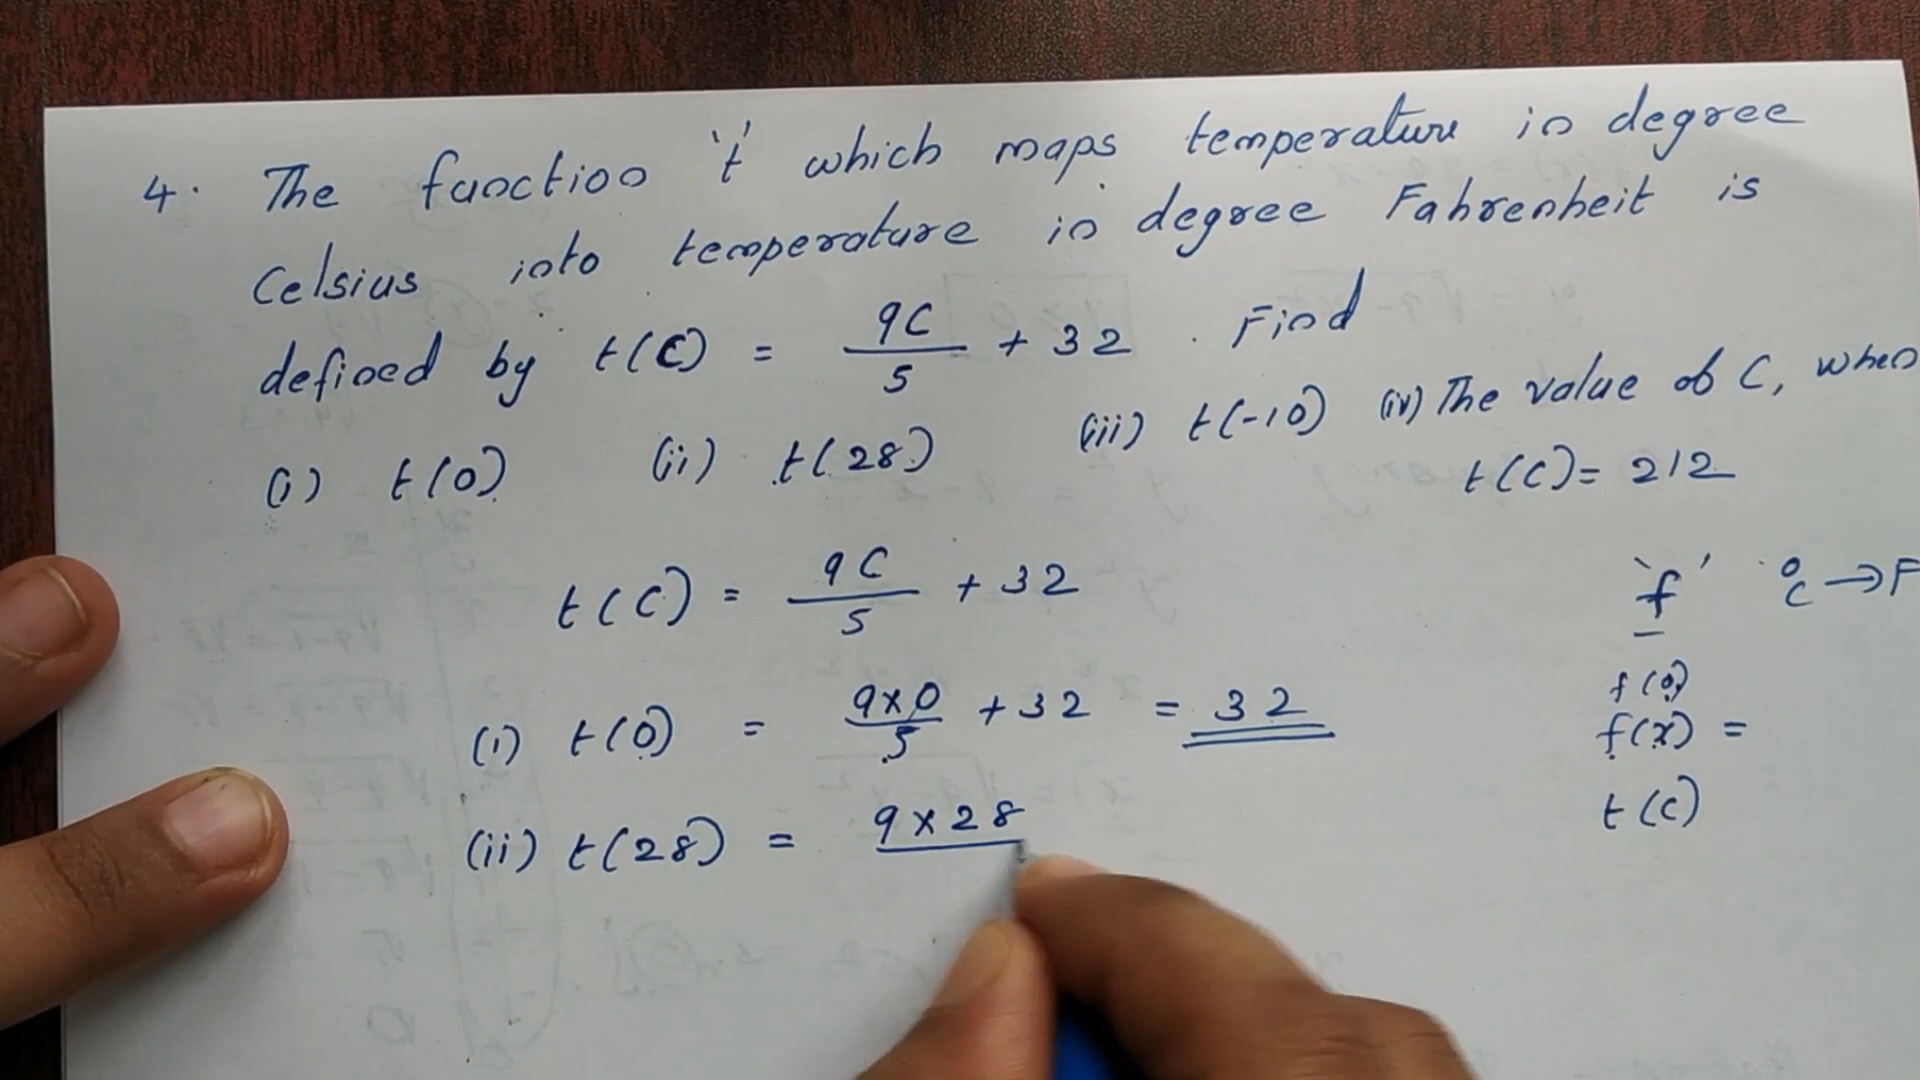 4. The function 't' which maps temperature in degree
Celsius into temperature in degree Fahrenheit is
defined by t(C) = 9C/5 + 32 . Find
(i) t(0) (ii) t(28) (iii) t(-10) (iv) The value of C, when
t(C) = 212
t(C) = 9C/5 + 32
'f' °C → F
(i) t(0) = 9×0/5 + 32 = 32
f(0)
f(x) =
(ii) t(28) = 9×28
t(C)